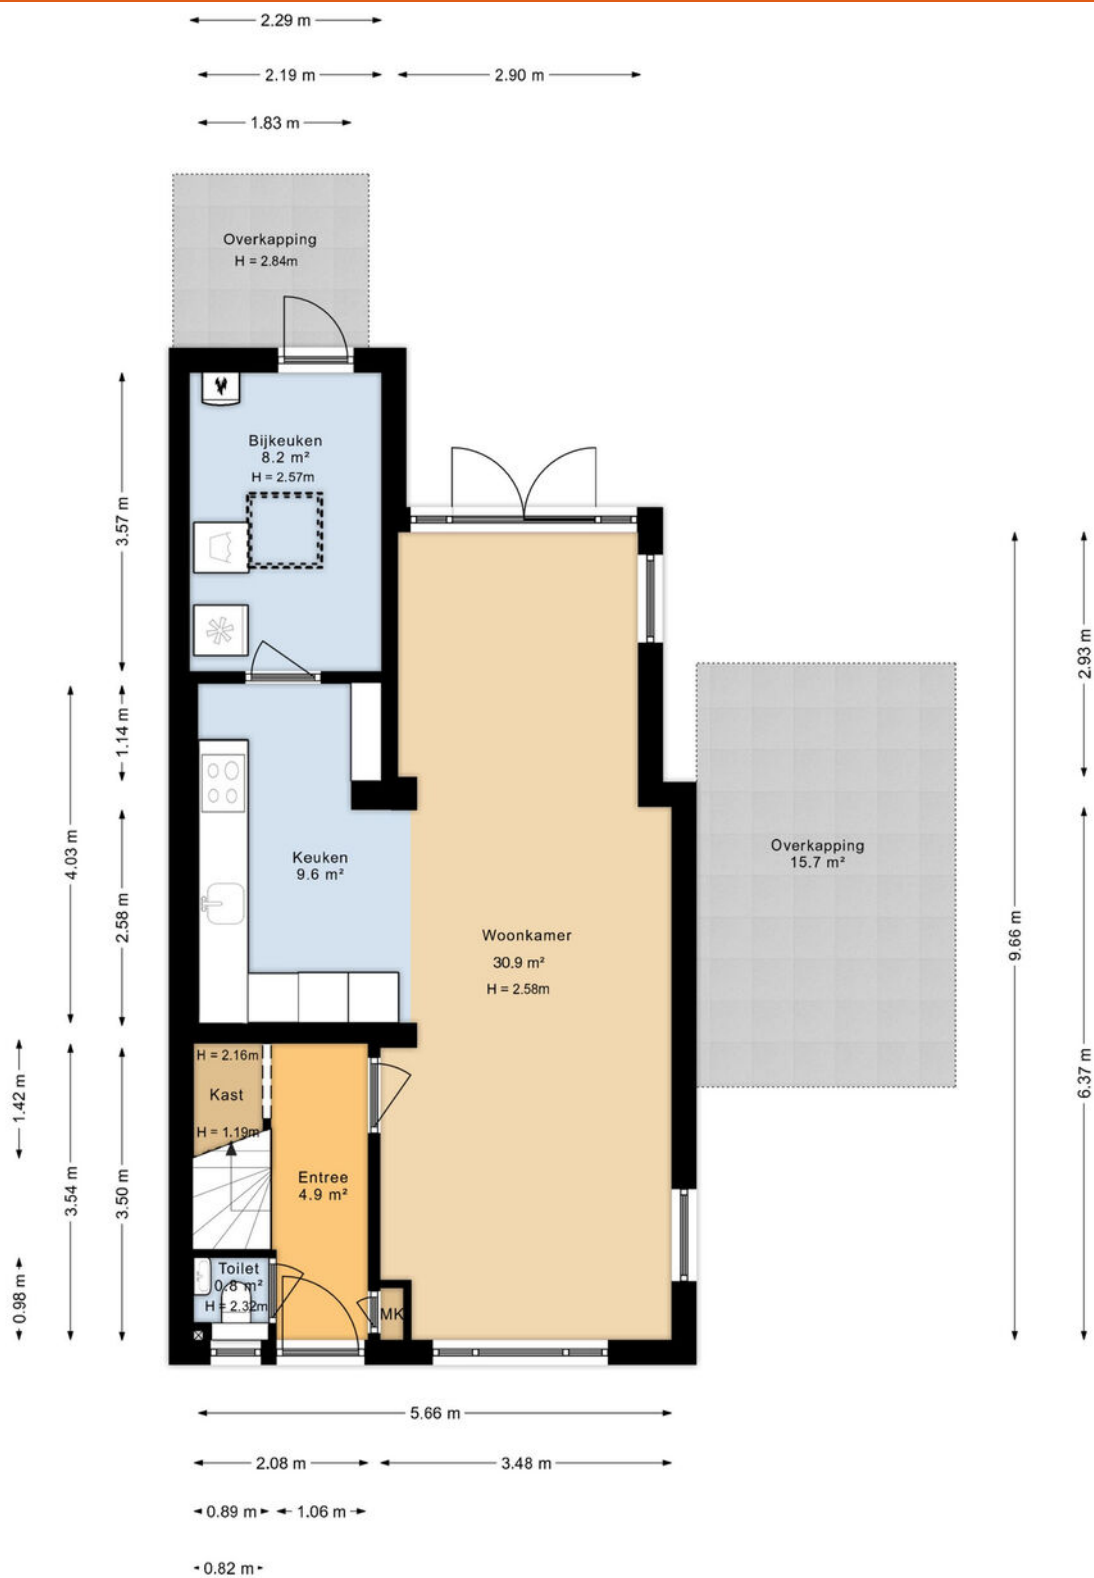 2.29 m
2.19 m
2.90 m
1.83 m
Overkapping
H = 2.84m
Bijkeuken
8.2 m²
H = 2.57m
3.57 m
2.93 m
1.14 m
4.03 m
2.58 m
Keuken
9.6 m²
Overkapping
15.7 m²
Woonkamer
30.9 m²
H = 2.58m
9.66 m
6.37 m
H = 2.16m
Kast
H = 1.19m
1.42 m
3.54 m
3.50 m
Entree
4.9 m²
Toilet
0.8 m²
H = 2.32m
MK
0.98 m
5.66 m
2.08 m
3.48 m
0.89 m
1.06 m
0.82 m